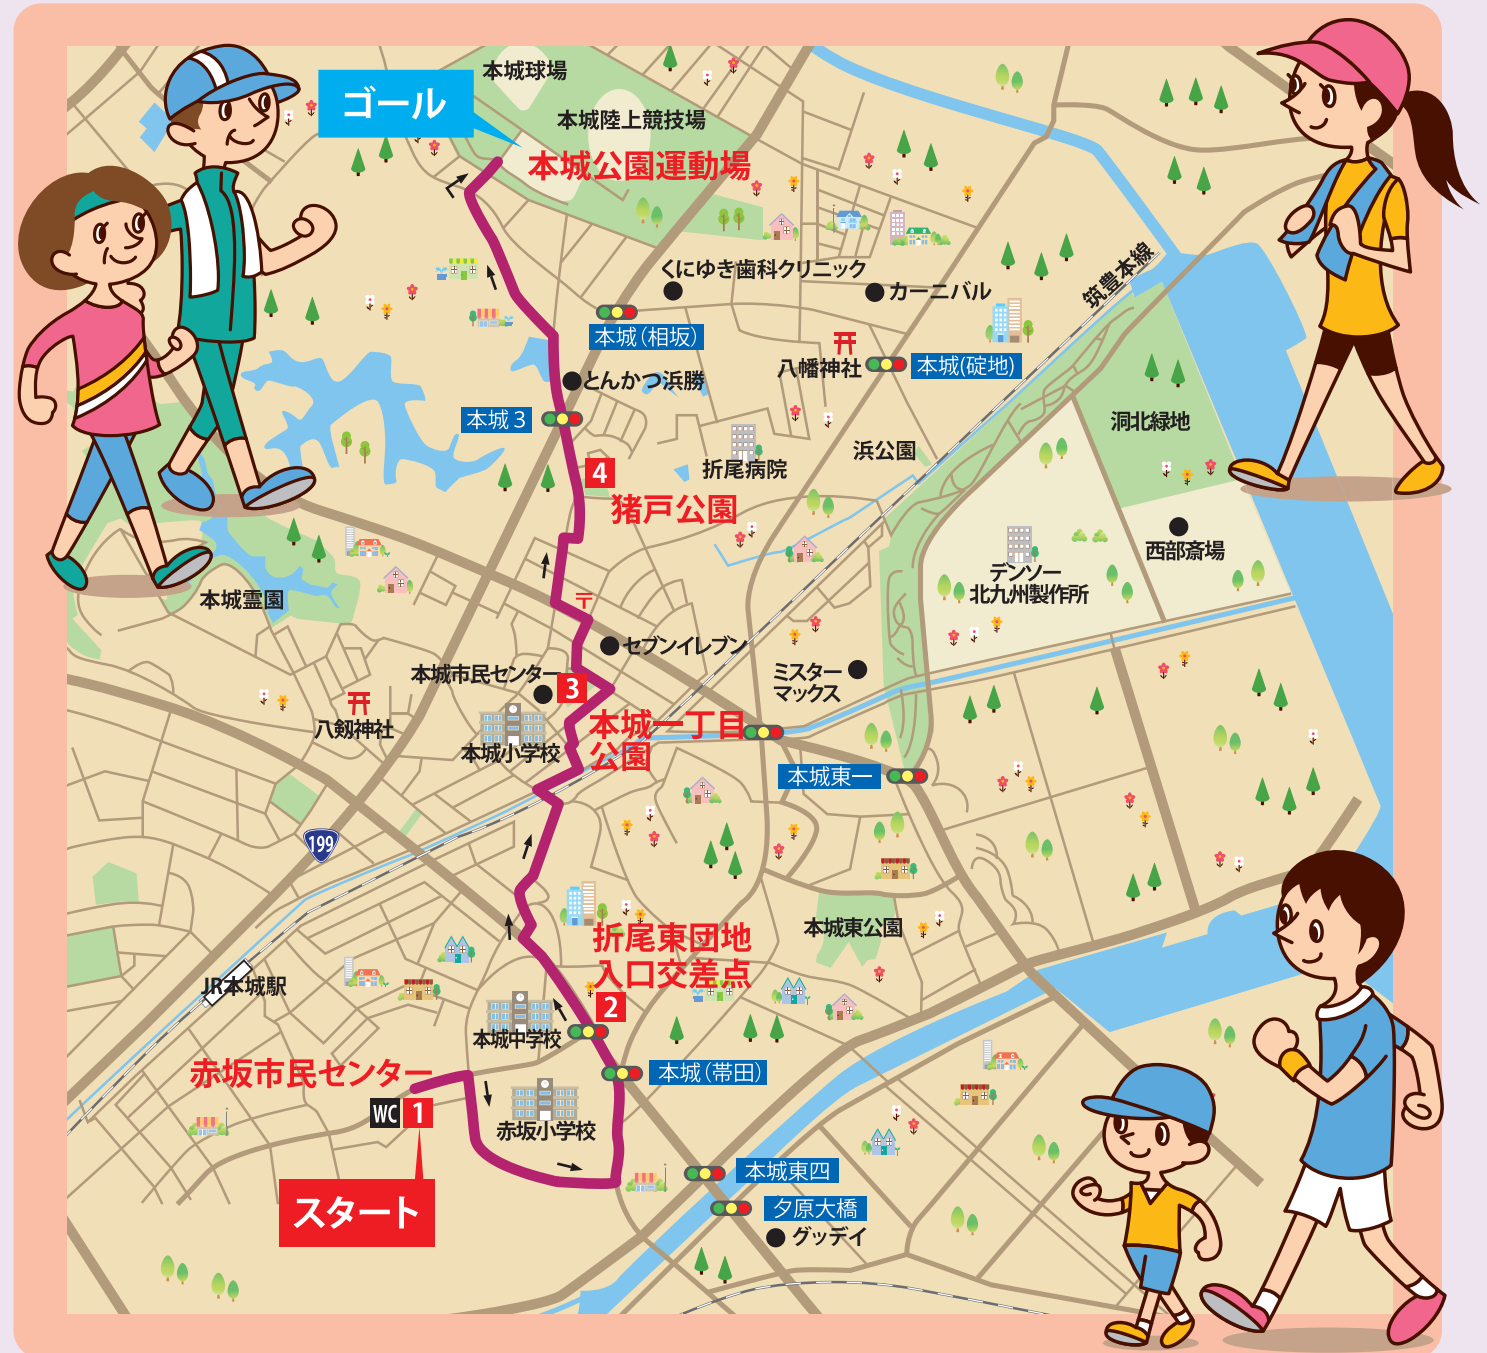 本城球場
ゴール
本城陸上競技場
本城公園運動場
くにゆき歯科クリニック
カーニバル
筑豊本線
本城(相坂)
八幡神社
本城(碇地)
とんかつ浜勝
本城3
洞北緑地
浜公園
折尾病院
4
猪戸公園
西部斎場
デンソー
北九州製作所
本城霊園
〒
セブンイレブン
本城市民センター
3
ミスター
マックス
八剱神社
本城一丁目
公園
本城小学校
本城東一
199
本城東公園
折尾東団地
入口交差点
JR本城駅
2
本城中学校
赤坂市民センター
本城(帯田)
WC
1
赤坂小学校
本城東四
スタート
夕原大橋
グッデイ